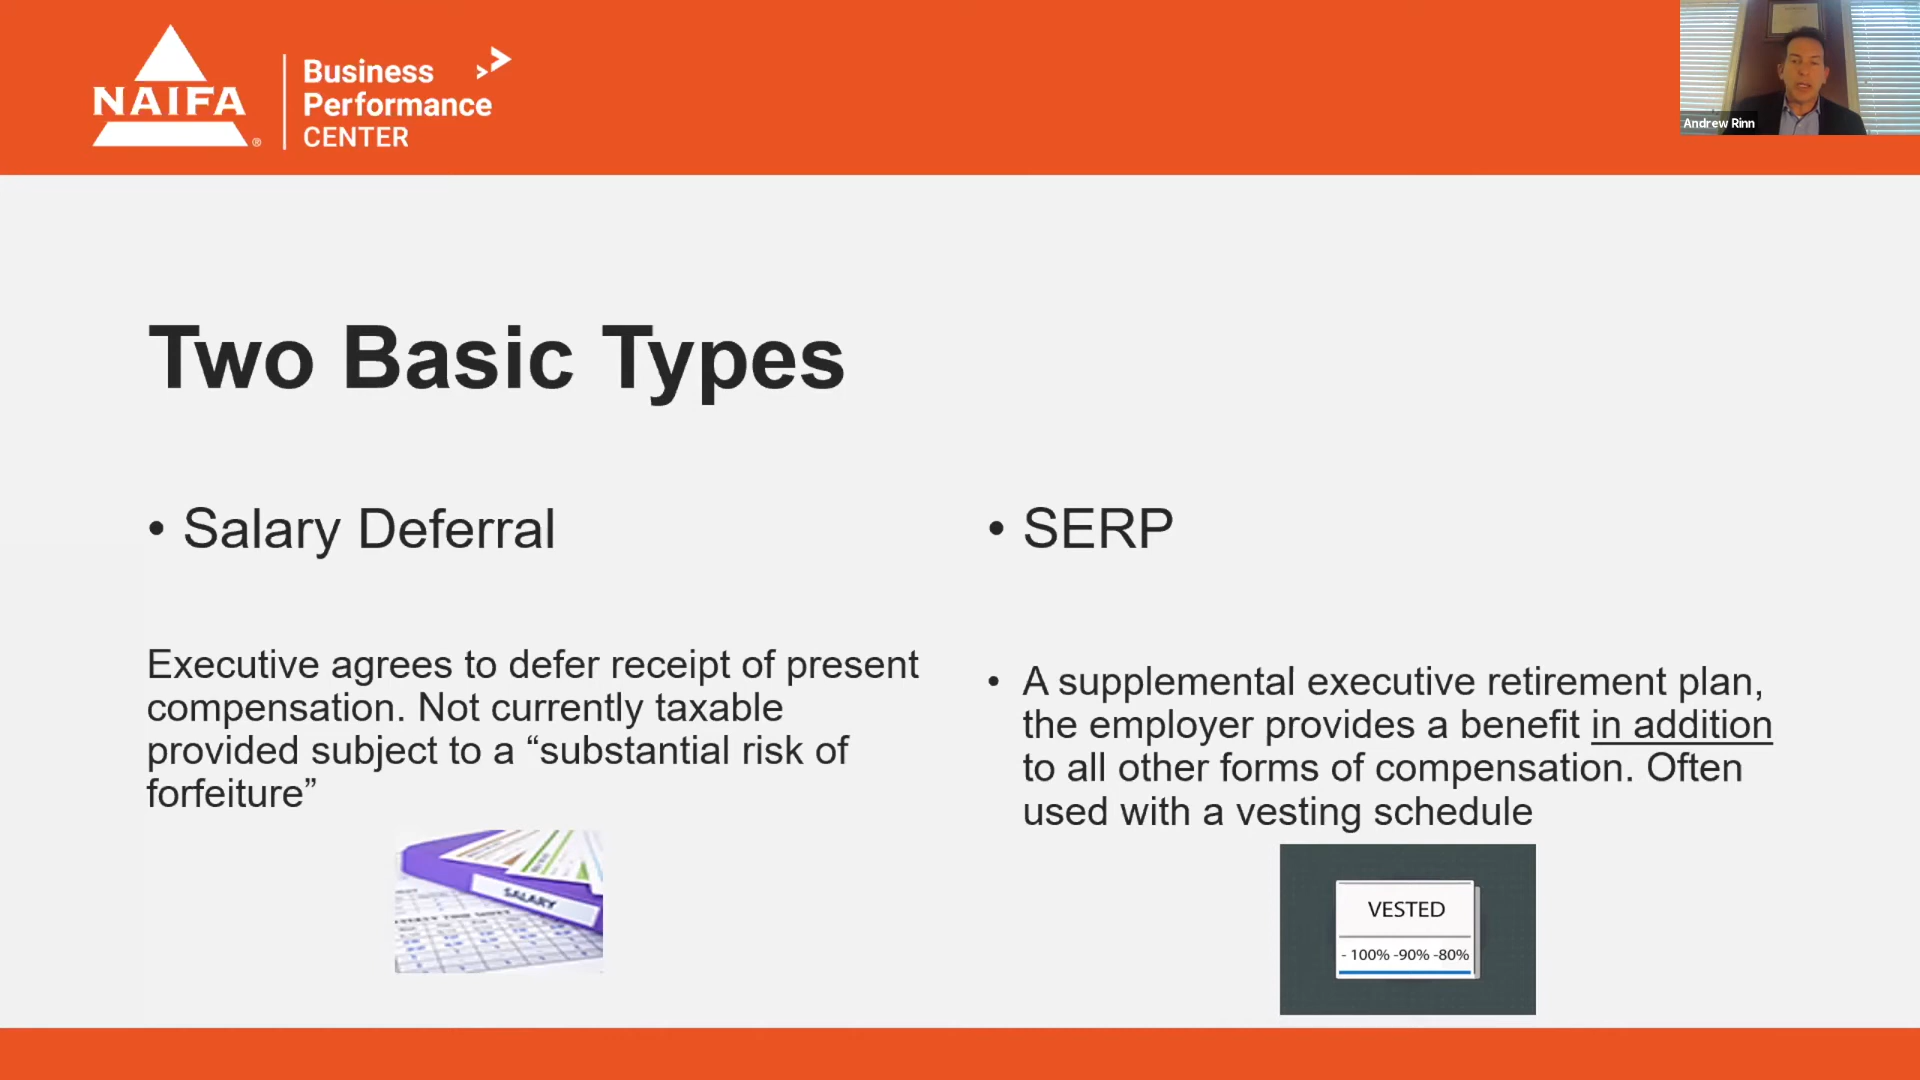 NAIFA®
Business
Performance
CENTER
Andrew Rinn
Two Basic Types
• Salary Deferral
Executive agrees to defer receipt of present
compensation. Not currently taxable
provided subject to a “substantial risk of
forfeiture”
SALARY
• SERP
• A supplemental executive retirement plan,
the employer provides a benefit in addition
to all other forms of compensation. Often
used with a vesting schedule
VESTED
- 100% -90% -80%